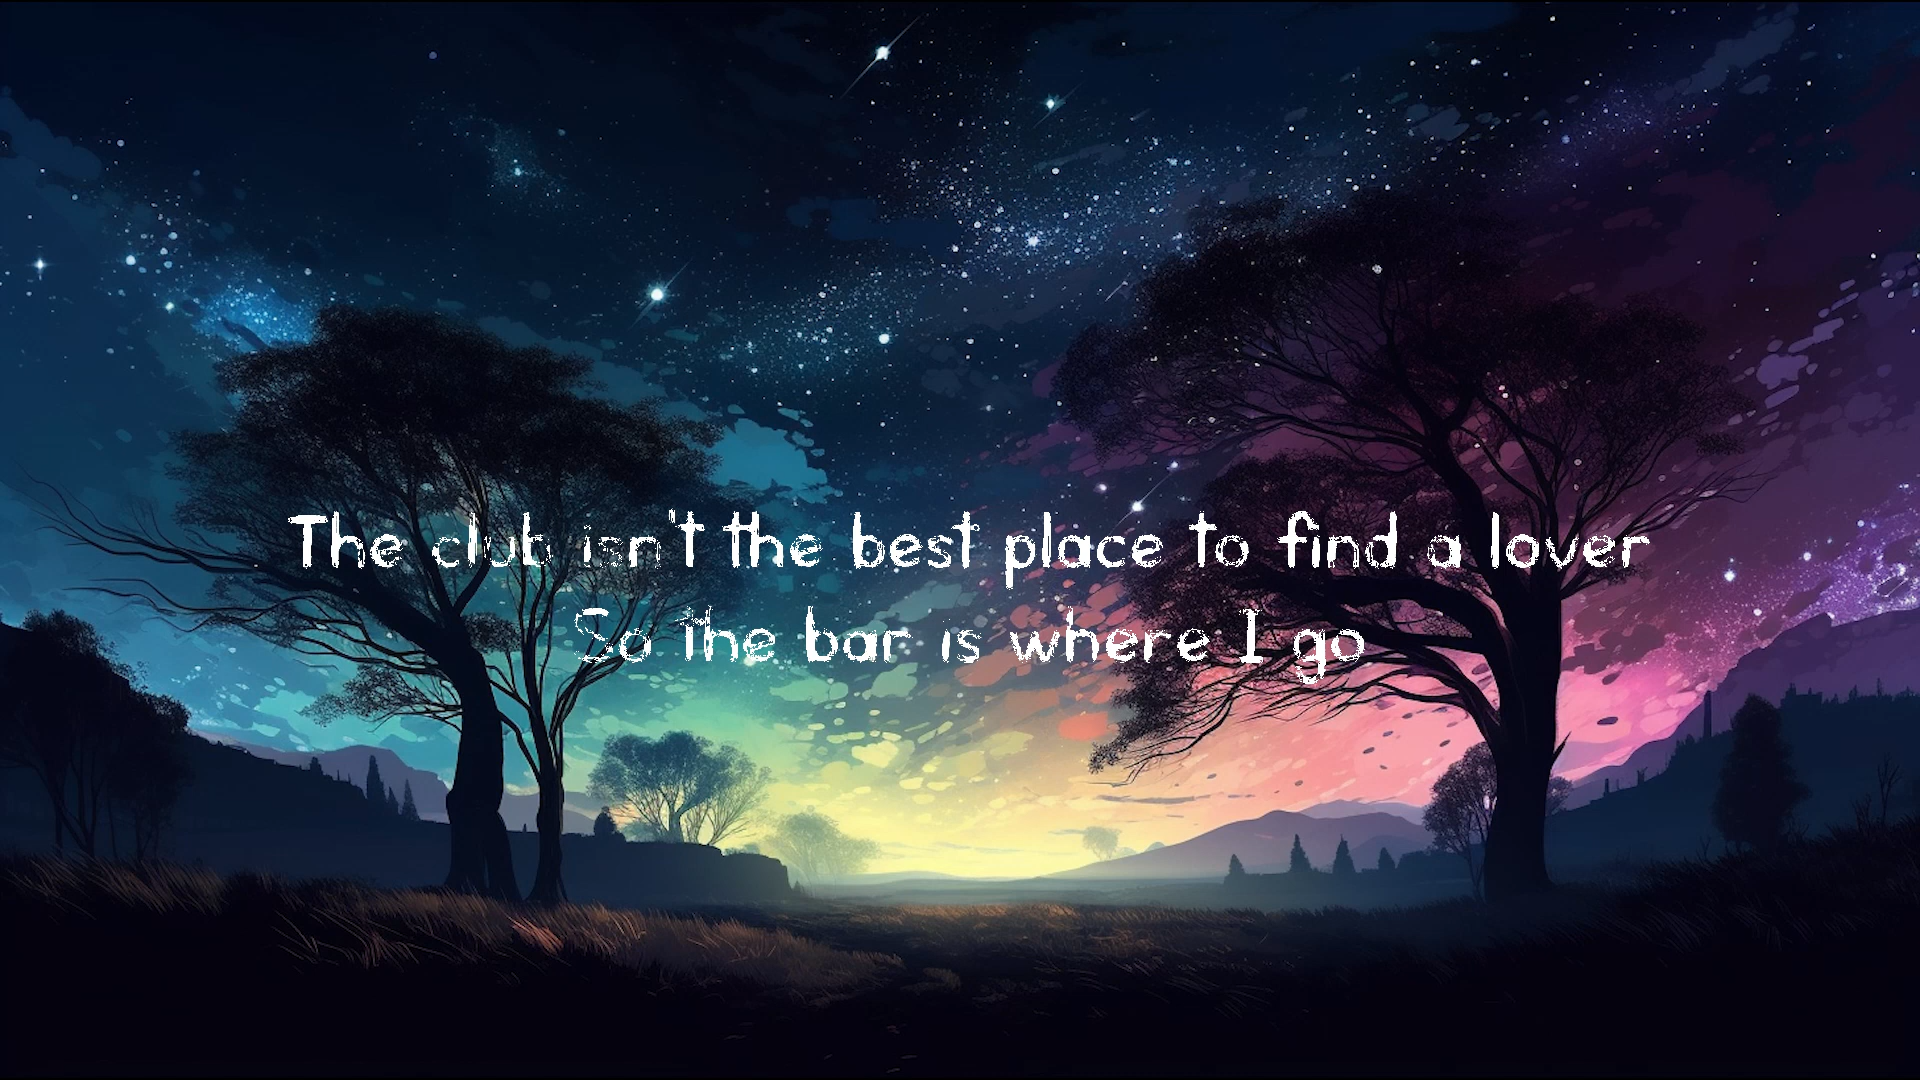 The club isn't the best place to find a lover
So the bar is where I go